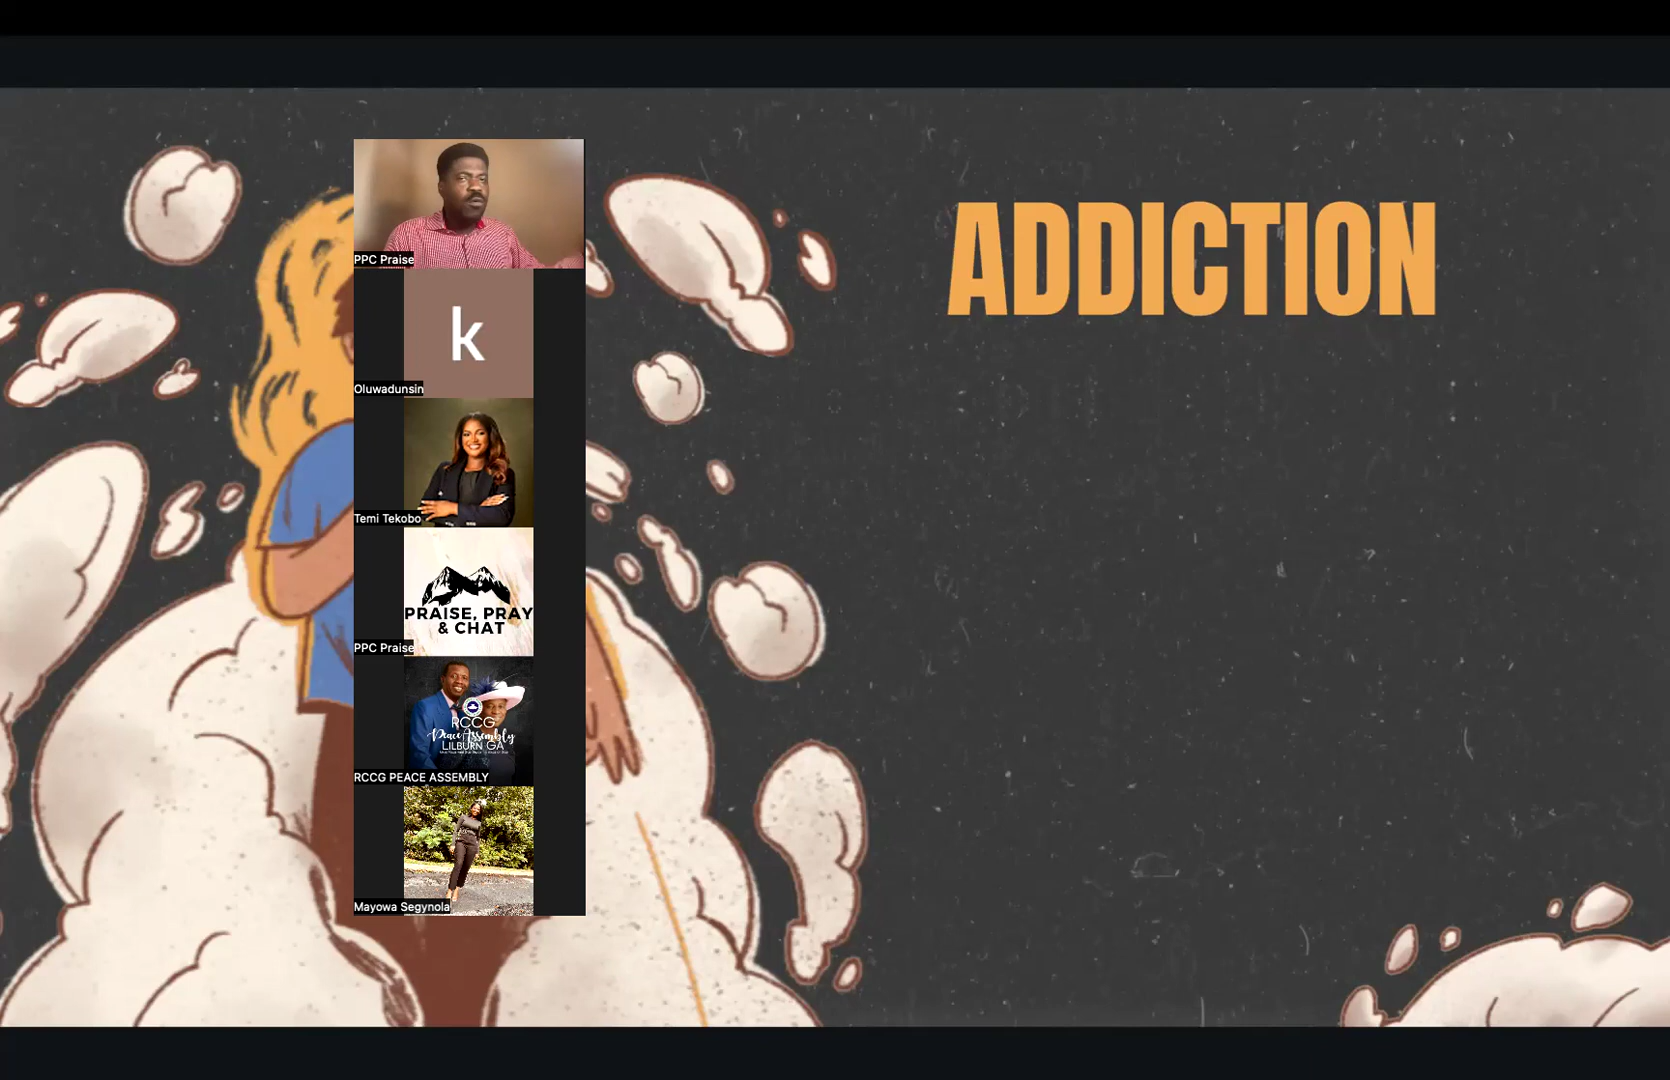 ADDICTION
PPC Praise
k
Oluwadunsin
Temi Tekobo
PRAISE, PRAY
& CHAT
PPC Praise
RCCG
Peace Assembly
LILBURN GA
RCCG PEACE ASSEMBLY
Mayowa Segynola